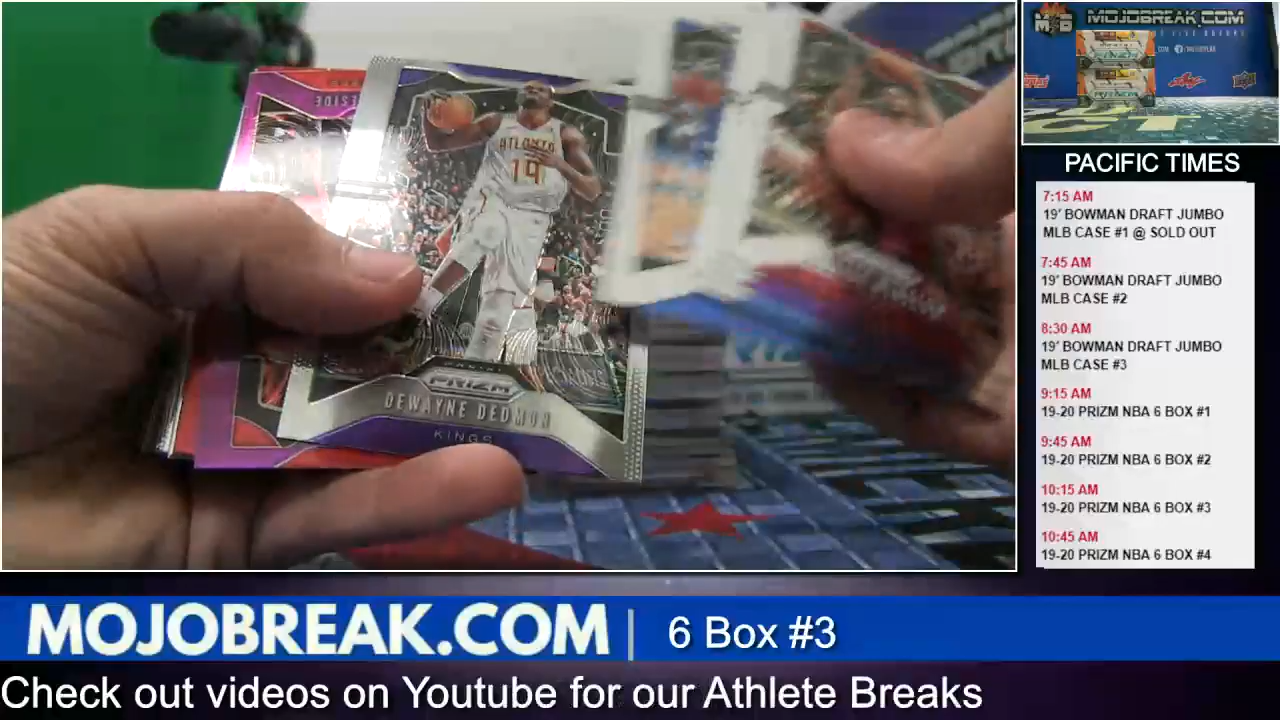 MOJOBREAK.COM
PACIFIC TIMES
7:15 AM
19' BOWMAN DRAFT JUMBO
MLB CASE #1 @ SOLD OUT
7:45 AM
19' BOWMAN DRAFT JUMBO
MLB CASE #2
8:30 AM
19' BOWMAN DRAFT JUMBO
MLB CASE #3
9:15 AM
19-20 PRIZM NBA 6 BOX #1
9:45 AM
19-20 PRIZM NBA 6 BOX #2
10:15 AM
19-20 PRIZM NBA 6 BOX #3
10:45 AM
19-20 PRIZM NBA 6 BOX #4
ATLANTA
14
PANINI
PRIZM
DEWAYNE DEDMON
KINGS
MOJOBREAK.COM | 6 Box #3
Check out videos on Youtube for our Athlete Breaks